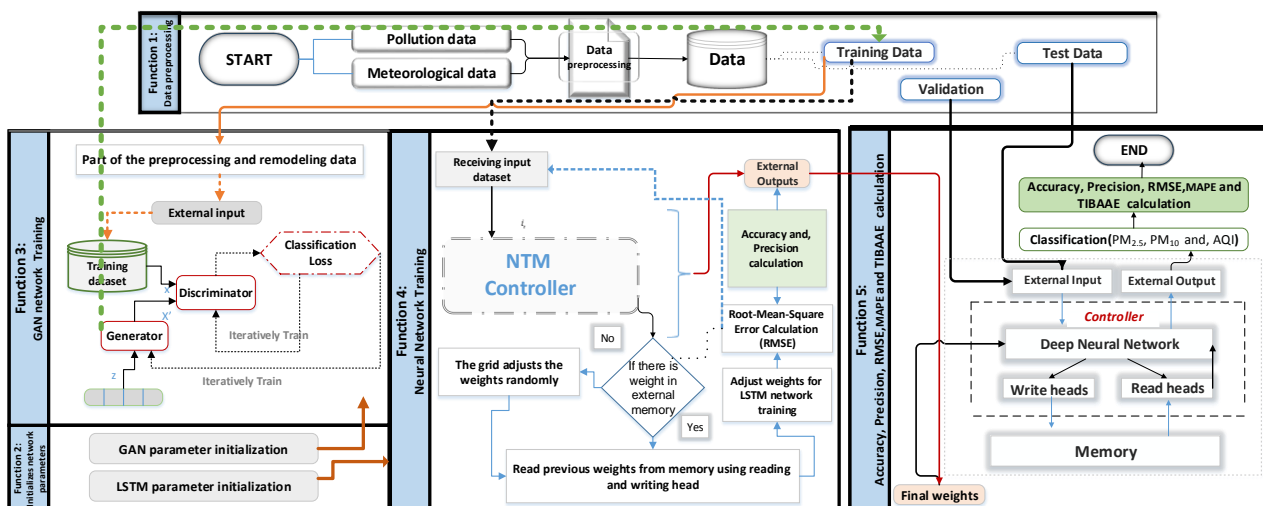 Function 1:
Data preprocessing
START
Pollution data
Meteorological data
Data
preprocessing
Data
Training Data
Test Data
Validation
Function 3:
GAN network Training
Part of the preprocessing and remodeling data
External input
Training
dataset
Classification
Loss
Discriminator
X
X'
Generator
Iteratively Train
Iteratively Train
z
Function 2:
Initializes network
parameters
GAN parameter initialization
LSTM parameter initialization
Function 4:
Neural Network Training
Receiving input
dataset
NTM
Controller
External
Outputs
Accuracy and,
Precision
calculation
Root-Mean-Square
Error Calculation
(RMSE)
No
The grid adjusts the
weights randomly
If there is
weight in
external
memory
Adjust weights for
LSTM network
training
Yes
Read previous weights from memory using reading
and writing head
Function 5:
Accuracy, Precision, RMSE,MAPE and TIBAAE calculation
END
Accuracy, Precision, RMSE,MAPE and
TIBAAE calculation
Classification(PM2.5, PM10 and, AQI)
External Input
External Output
Controller
Deep Neural Network
Write heads
Read heads
Memory
Final weights